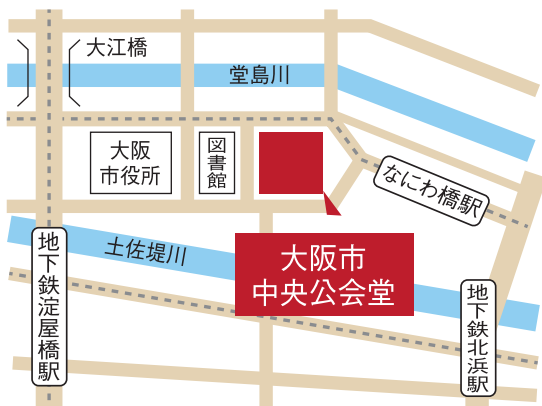 大江橋
堂島川
大阪
市役所
図書館
なにわ橋駅
土佐堤川
大阪市
中央公会堂
地下鉄淀屋橋駅
地下鉄北浜駅